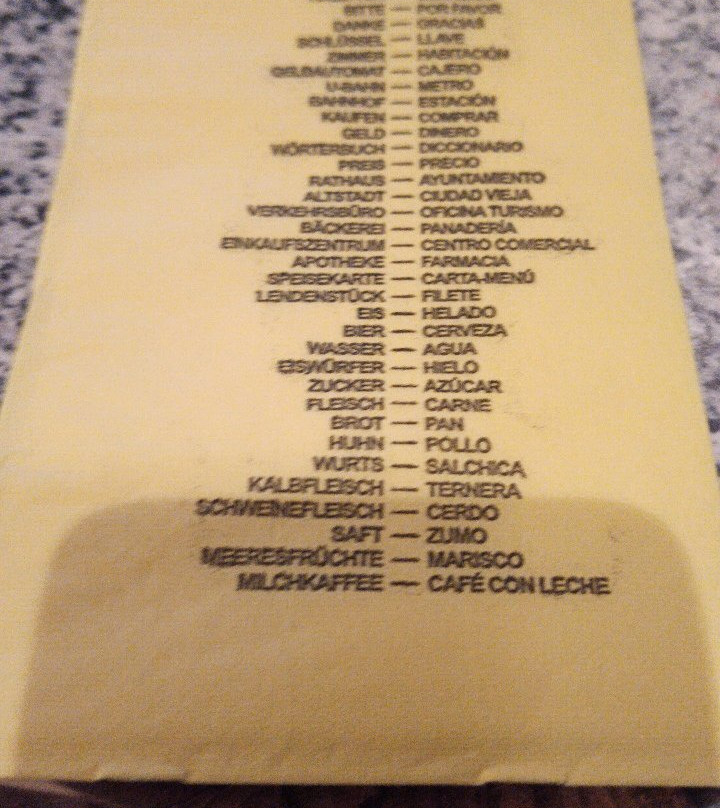 BITTE — POR FAVOR
DANKE — GRACIAS
SCHLÜSSEL — LLAVE
ZIMMER — HABITACIÓN
GELDAUTOMAT — CAJERO
U-BAHN — METRO
BAHNHOF — ESTACIÓN
KAUFEN — COMPRAR
GELD — DINERO
WÖRTERBUCH — DICCIONARIO
PREIS — PRECIO
RATHAUS — AYUNTAMIENTO
ALTSTADT — CIUDAD VIEJA
VERKEHRSBÜRO — OFICINA TURISMO
BÄCKEREI — PANADERÍA
EINKAUFSZENTRUM — CENTRO COMERCIAL
APOTHEKE — FARMACIA
SPEISEKARTE — CARTA-MENÚ
LENDENSTÜCK — FILETE
EIS — HELADO
BIER — CERVEZA
WASSER — AGUA
EISWÜRFER — HIELO
ZUCKER — AZÚCAR
FLEISCH — CARNE
BROT — PAN
HUHN — POLLO
WURTS — SALCHICA
KALBFLEISCH — TERNERA
SCHWEINEFLEISCH — CERDO
SAFT — ZUMO
MEERESFRÜCHTE — MARISCO
MILCHKAFFEE — CAFÉ CON LECHE